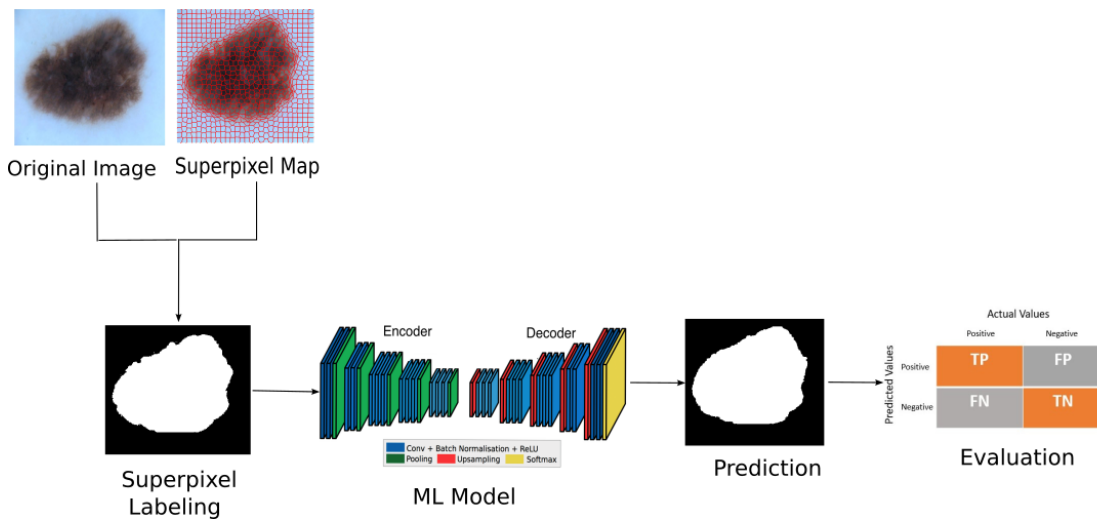 Original Image
Superpixel Map
Superpixel
Labeling
Encoder
Decoder
Conv + Batch Normalisation + ReLU
Pooling
Upsampling
Softmax
ML Model
Prediction
Actual Values
Positive
Negative
Predicted Values
Positive
TP
FP
Negative
FN
TN
Evaluation